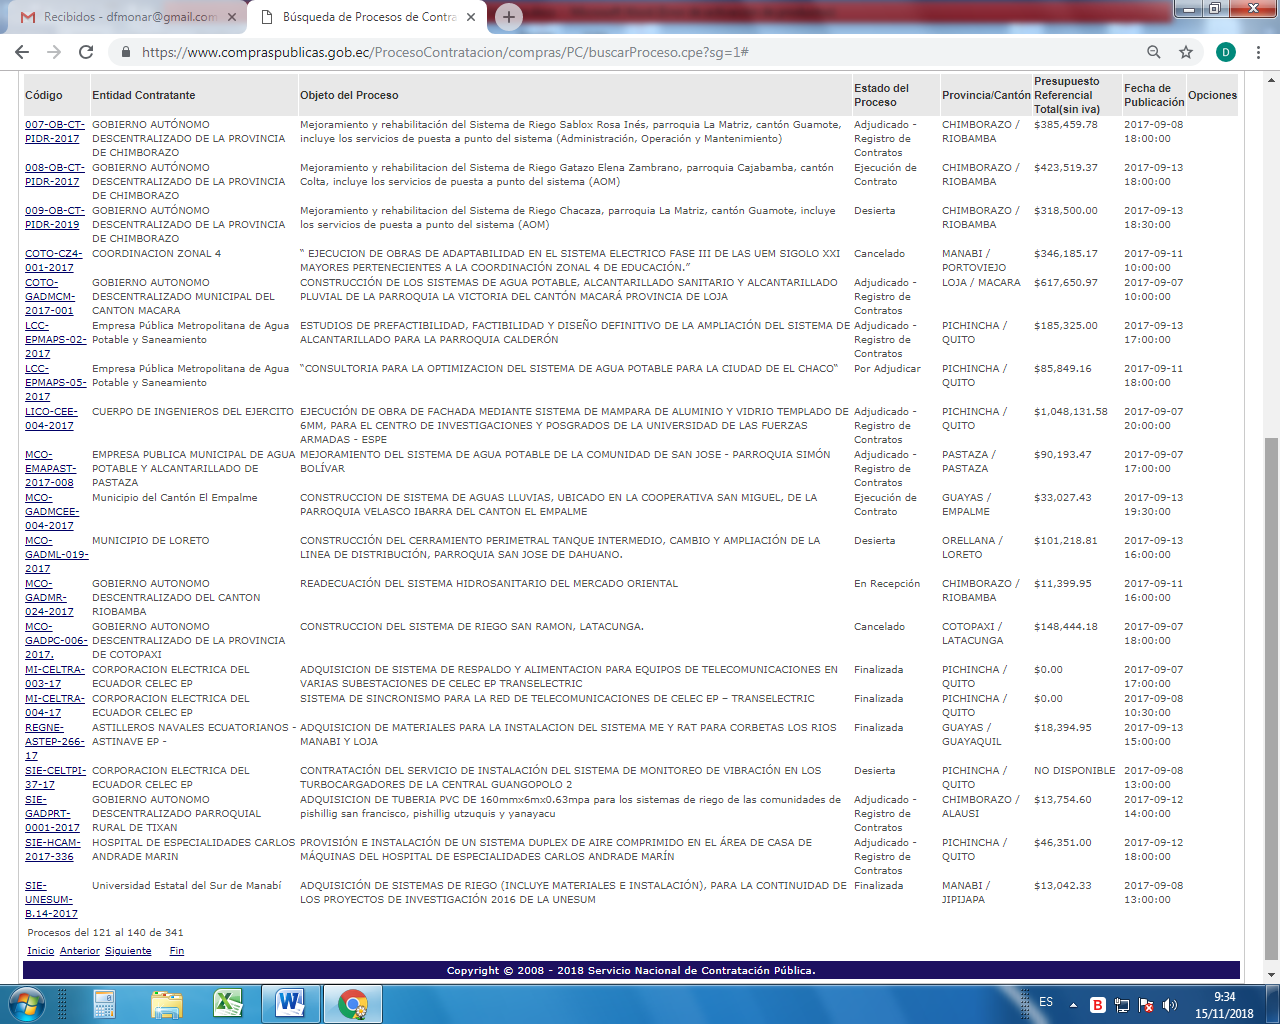 Recibidos - dfmonar@gmail.com
Búsqueda de Procesos de Contra
https://www.compraspublicas.gob.ec/ProcesoContratacion/compras/PC/buscarProceso.cpe?sg=1#
D
Código Entidad Contratante Objeto del Proceso Estado del Proceso Provincia/Cantón Presupuesto Referencial Total(sin iva) Fecha de Publicación Opciones
007-OB-CT- GOBIERNO AUTÓNOMO Mejoramiento y rehabilitación del Sistema de Riego Sablox Rosa Inés, parroquia La Matriz, cantón Guamote, Adjudicado - CHIMBORAZO / $385,459.78 2017-09-08
PIDR-2017 DESCENTRALIZADO DE LA PROVINCIA incluye los servicios de puesta a punto del sistema (Administración, Operación y Mantenimiento) Registro de RIOBAMBA 18:00:00
DE CHIMBORAZO Contratos
008-OB-CT- GOBIERNO AUTÓNOMO Mejoramiento y rehabilitacion del Sistema de Riego Gatazo Elena Zambrano, parroquia Cajabamba, cantón Ejecución de CHIMBORAZO / $423,519.37 2017-09-13
PIDR-2017 DESCENTRALIZADO DE LA PROVINCIA Colta, incluye los servicios de puesta a punto del sistema (AOM) Contrato RIOBAMBA 18:00:00
DE CHIMBORAZO
009-OB-CT- GOBIERNO AUTÓNOMO Mejoramiento y rehabilitacion del Sistema de Riego Chacaza, parroquia La Matriz, cantón Guamote, incluye Desierta CHIMBORAZO / $318,500.00 2017-09-13
PIDR-2019 DESCENTRALIZADO DE LA PROVINCIA los servicios de puesta a punto del sistema (AOM) RIOBAMBA 18:30:00
DE CHIMBORAZO
COTO-CZ4- COORDINACION ZONAL 4 “ EJECUCION DE OBRAS DE ADAPTABILIDAD EN EL SISTEMA ELECTRICO FASE III DE LAS UEM SIGOLO XXI Cancelado MANABI / $346,185.17 2017-09-11
001-2017 MAYORES PERTENECIENTES A LA COORDINACIÓN ZONAL 4 DE EDUCACIÓN.” PORTOVIEJO 10:00:00
COTO- GOBIERNO AUTONOMO CONSTRUCCIÓN DE LOS SISTEMAS DE AGUA POTABLE, ALCANTARILLADO SANITARIO Y ALCANTARILLADO Adjudicado - LOJA / MACARA $617,650.97 2017-09-07
GADMCM- DESCENTRALIZADO MUNICIPAL DEL PLUVIAL DE LA PARROQUIA LA VICTORIA DEL CANTÓN MACARÁ PROVINCIA DE LOJA Registro de 10:00:00
2017-001 CANTON MACARA Contratos
LCC- Empresa Pública Metropolitana de Agua ESTUDIOS DE PREFACTIBILIDAD, FACTIBILIDAD Y DISEÑO DEFINITIVO DE LA AMPLIACIÓN DEL SISTEMA DE Adjudicado - PICHINCHA / $185,325.00 2017-09-13
EPMAPS-02- Potable y Saneamiento ALCANTARILLADO PARA LA PARROQUIA CALDERÓN Registro de QUITO 17:00:00
2017 Contratos
LCC- Empresa Pública Metropolitana de Agua “CONSULTORIA PARA LA OPTIMIZACION DEL SISTEMA DE AGUA POTABLE PARA LA CIUDAD DE EL CHACO“ Por Adjudicar PICHINCHA / $85,849.16 2017-09-11
EPMAPS-05- Potable y Saneamiento QUITO 18:00:00
2017
LICO-CEE- CUERPO DE INGENIEROS DEL EJERCITO EJECUCIÓN DE OBRA DE FACHADA MEDIANTE SISTEMA DE MAMPARA DE ALUMINIO Y VIDRIO TEMPLADO DE Adjudicado - PICHINCHA / $1,048,131.58 2017-09-07
004-2017 6MM, PARA EL CENTRO DE INVESTIGACIONES Y POSGRADOS DE LA UNIVERSIDAD DE LAS FUERZAS Registro de QUITO 20:00:00
ARMADAS - ESPE Contratos
MCO- EMPRESA PUBLICA MUNICIPAL DE AGUA MEJORAMIENTO DEL SISTEMA DE AGUA POTABLE DE LA COMUNIDAD DE SAN JOSE - PARROQUIA SIMÓN Adjudicado - PASTAZA / $90,193.47 2017-09-07
EMAPAST- POTABLE Y ALCANTARILLADO DE BOLÍVAR Registro de PASTAZA 17:00:00
2017-008 PASTAZA Contratos
MCO- Municipio del Cantón El Empalme CONSTRUCCION DE SISTEMA DE AGUAS LLUVIAS, UBICADO EN LA COOPERATIVA SAN MIGUEL, DE LA Ejecución de GUAYAS / $33,027.43 2017-09-13
GADMCEE- PARROQUIA VELASCO IBARRA DEL CANTON EL EMPALME Contrato EMPALME 19:30:00
004-2017
MCO- MUNICIPIO DE LORETO CONSTRUCCIÓN DEL CERRAMIENTO PERIMETRAL TANQUE INTERMEDIO, CAMBIO Y AMPLIACIÓN DE LA Desierta ORELLANA / $101,218.81 2017-09-13
GADML-019- LINEA DE DISTRIBUCIÓN, PARROQUIA SAN JOSE DE DAHUANO. LORETO 16:00:00
2017
MCO- GOBIERNO AUTONOMO READECUACIÓN DEL SISTEMA HIDROSANITARIO DEL MERCADO ORIENTAL En Recepción CHIMBORAZO / $11,399.95 2017-09-11
GADMR- DESCENTRALIZADO DEL CANTON RIOBAMBA 16:00:00
024-2017 RIOBAMBA
MCO- GOBIERNO AUTONOMO CONSTRUCCION DEL SISTEMA DE RIEGO SAN RAMON, LATACUNGA. Cancelado COTOPAXI / $148,444.18 2017-09-07
GADPC-006- DESCENTRALIZADO DE LA PROVINCIA LATACUNGA 18:00:00
2017. DE COTOPAXI
MI-CELTRA- CORPORACION ELECTRICA DEL ADQUISICION DE SISTEMA DE RESPALDO Y ALIMENTACION PARA EQUIPOS DE TELECOMUNICACIONES EN Finalizada PICHINCHA / $0.00 2017-09-07
003-17 ECUADOR CELEC EP VARIAS SUBESTACIONES DE CELEC EP TRANSELECTRIC QUITO 17:00:00
MI-CELTRA- CORPORACION ELECTRICA DEL SISTEMA DE SINCRONISMO PARA LA RED DE TELECOMUNICACIONES DE CELEC EP – TRANSELECTRIC Finalizada PICHINCHA / $0.00 2017-09-08
004-17 ECUADOR CELEC EP QUITO 10:30:00
REGNE- ASTILLEROS NAVALES ECUATORIANOS - ADQUISICION DE MATERIALES PARA LA INSTALACION DEL SISTEMA ME Y RAT PARA CORBETAS LOS RIOS Finalizada GUAYAS / $18,394.95 2017-09-13
ASTEP-266- ASTINAVE EP - MANABI Y LOJA GUAYAQUIL 15:00:00
17
SIE-CELTPI- CORPORACION ELECTRICA DEL CONTRATACIÓN DEL SERVICIO DE INSTALACIÓN DEL SISTEMA DE MONITOREO DE VIBRACIÓN EN LOS Desierta PICHINCHA / NO DISPONIBLE 2017-09-08
37-17 ECUADOR CELEC EP TURBOCARGADORES DE LA CENTRAL GUANGOPOLO 2 QUITO 13:00:00
SIE- GOBIERNO AUTONOMO ADQUISICION DE TUBERIA PVC DE 160mmx6mx0.63mpa para los sistemas de riego de las comunidades de Adjudicado - CHIMBORAZO / $13,754.60 2017-09-12
GADPRT- DESCENTRALIZADO PARROQUIAL pishillig san francisco, pishillig utzuquis y yanayacu Registro de ALAUSI 14:00:00
0001-2017 RURAL DE TIXAN Contratos
SIE-HCAM- HOSPITAL DE ESPECIALIDADES CARLOS PROVISIÓN E INSTALACIÓN DE UN SISTEMA DUPLEX DE AIRE COMPRIMIDO EN EL ÁREA DE CASA DE Adjudicado - PICHINCHA / $46,351.00 2017-09-12
2017-336 ANDRADE MARIN MÁQUINAS DEL HOSPITAL DE ESPECIALIDADES CARLOS ANDRADE MARÍN Registro de QUITO 18:00:00
Contratos
SIE- Universidad Estatal del Sur de Manabí ADQUISICIÓN DE SISTEMAS DE RIEGO (INCLUYE MATERIALES E INSTALACIÓN), PARA LA CONTINUIDAD DE Finalizada MANABI / $13,042.33 2017-09-08
UNESUM- LOS PROYECTOS DE INVESTIGACIÓN 2016 DE LA UNESUM JIPIJAPA 13:00:00
B.14-2017
Procesos del 121 al 140 de 341
Inicio Anterior Siguiente Fin
Copyright © 2008 - 2018 Servicio Nacional de Contratación Pública.
ES
B
9:34
15/11/2018